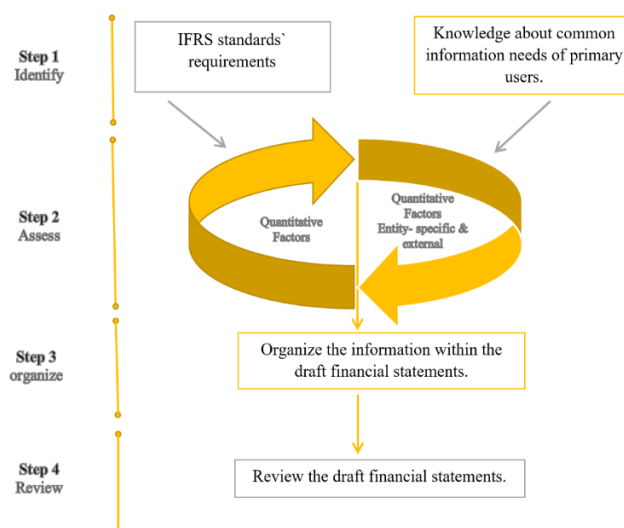 Step 1
Identify
IFRS standards`
requirements
Knowledge about common
information needs of primary
users.
Step 2
Assess
Quantitative
Factors
Quantitative
Factors
Entity- specific &
external
Step 3
organize
Organize the information within the
draft financial statements.
Step 4
Review
Review the draft financial statements.